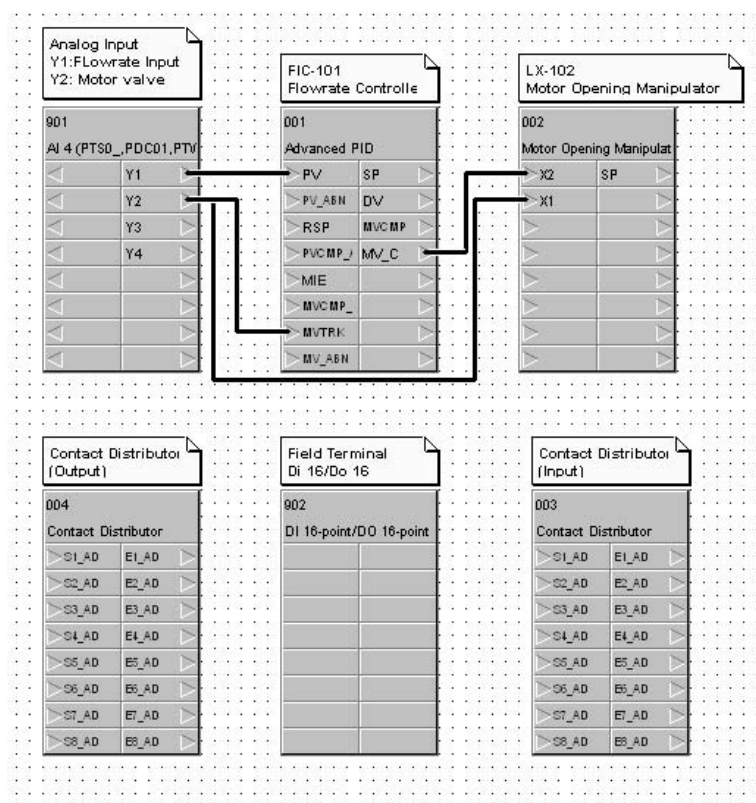 Analog Input
Y1:FLowrate Input
Y2: Motor valve
FIC-101
Flowrate Controlle
LX-102
Motor Opening Manipulator
901
AI 4 (PTS0_,PDC01,PTW
Y1
Y2
Y3
Y4
001
Advanced PID
PV SP
PV_ABN DV
RSP MVCMP
PVCMP_/ MV_C
MIE
MVCMP_
MVTRK
MV_ABN
002
Motor Opening Manipulat
X2 SP
X1
Contact Distributor
(Output)
Field Terminal
Di 16/Do 16
Contact Distributor
(Input)
004
Contact Distributor
S1_AD E1_AD
S2_AD E2_AD
S3_AD E3_AD
S4_AD E4_AD
S5_AD E5_AD
S6_AD E6_AD
S7_AD E7_AD
S8_AD E8_AD
902
DI 16-point/DO 16-point
003
Contact Distributor
S1_AD E1_AD
S2_AD E2_AD
S3_AD E3_AD
S4_AD E4_AD
S5_AD E5_AD
S6_AD E6_AD
S7_AD E7_AD
S8_AD E8_AD